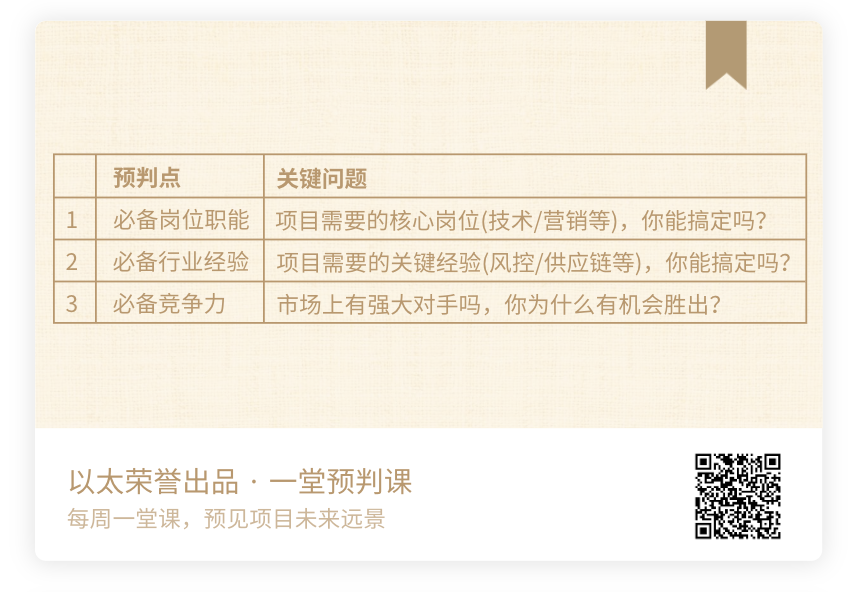 预判点 关键问题
1 必备岗位职能 项目需要的核心岗位(技术/营销等)，你能搞定吗？
2 必备行业经验 项目需要的关键经验(风控/供应链等)，你能搞定吗？
3 必备竞争力 市场上有强大对手吗，你为什么有机会胜出？
以太荣誉出品 · 一堂预判课
每周一堂课，预见项目未来远景